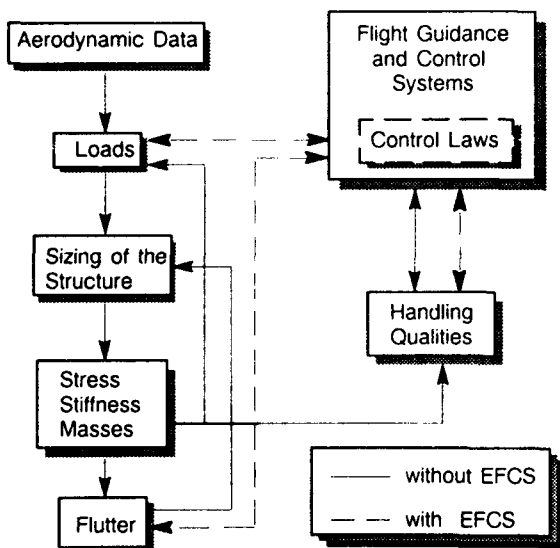 Aerodynamic Data
Flight Guidance
and Control
Systems
Control Laws
Loads
Sizing of the
Structure
Handling
Qualities
Stress
Stiffness
Masses
Flutter
without EFCS
with EFCS